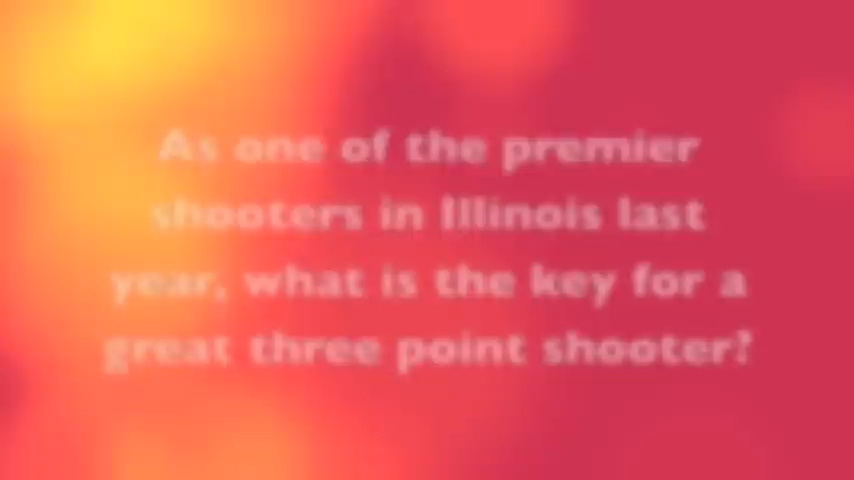 As one of the premier
shooters in Illinois last
year, what is the key for a
great three point shooter?